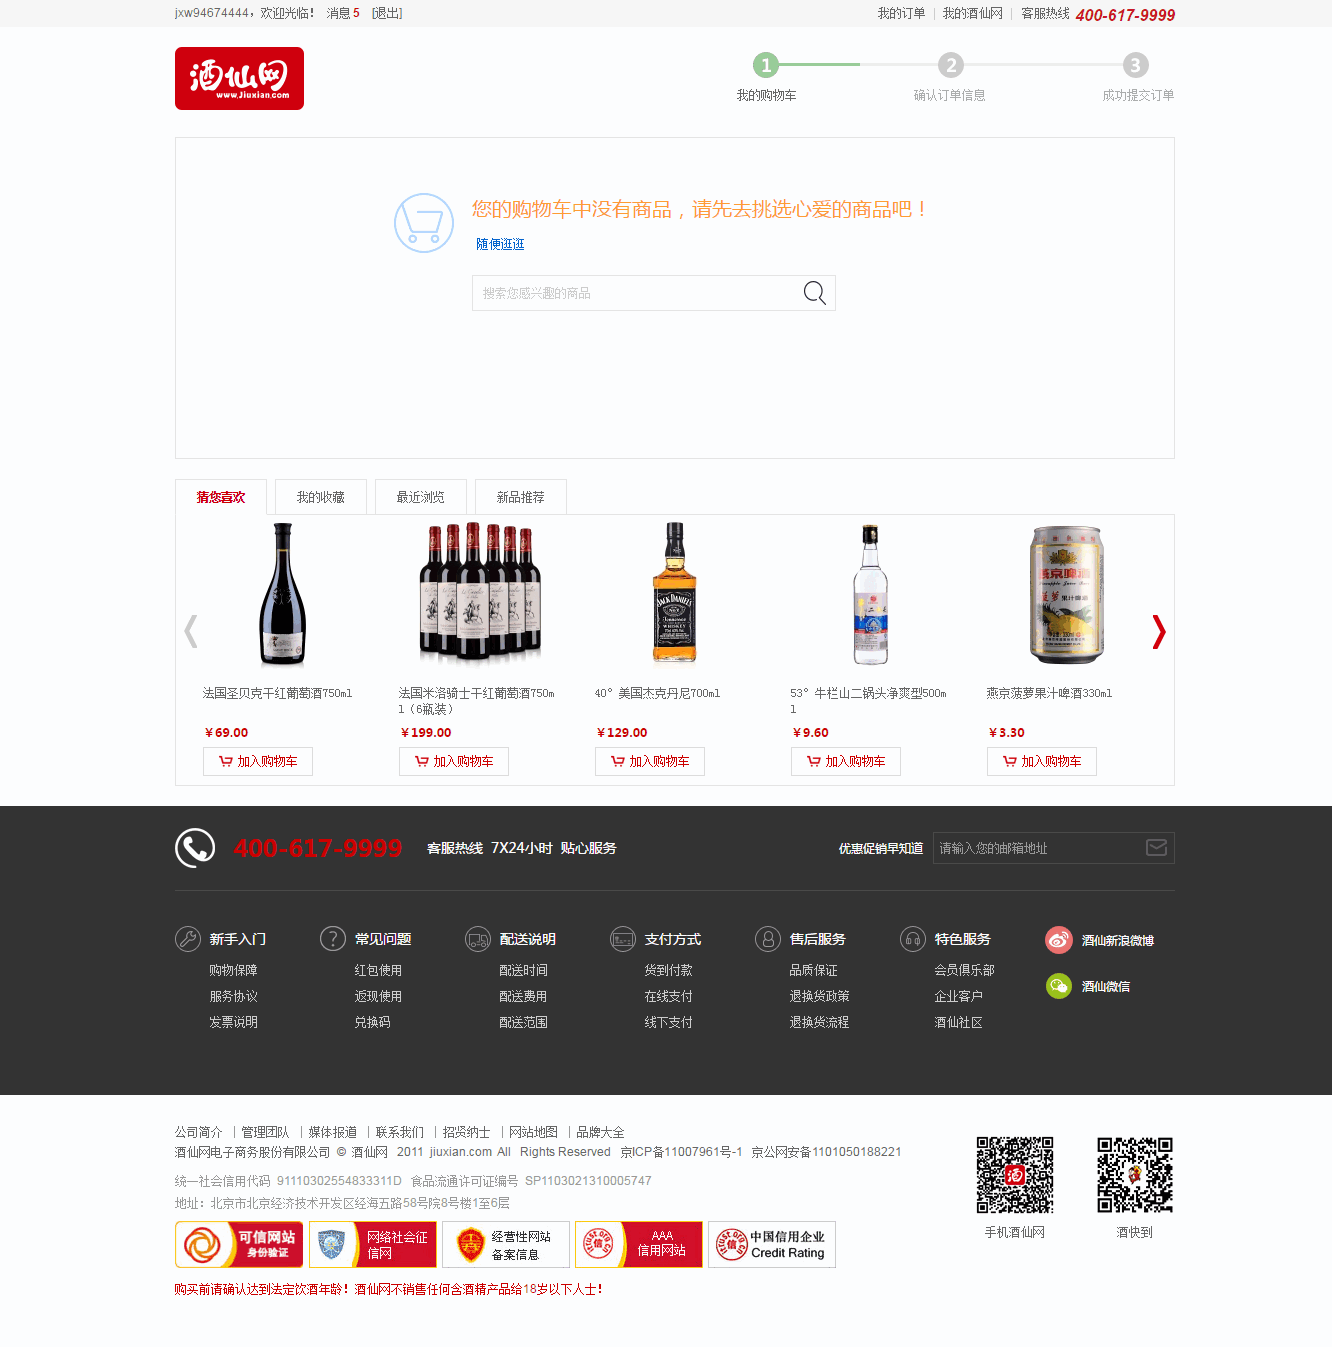 jxw94674444，欢迎光临！ 消息 5 [退出]
我的订单 | 我的酒仙网 | 客服热线 400-617-9999
酒仙网
www.Jiuxian.com
1 2 3
我的购物车 确认订单信息 成功提交订单
您的购物车中没有商品，请先去挑选心爱的商品吧！
随便逛逛
搜索您感兴趣的商品
猜您喜欢 我的收藏 最近浏览 新品推荐
JACK DANIEL'S
Tennessee
WHISKEY
燕京啤酒
菠萝 果汁啤酒
法国圣贝克干红葡萄酒750ml
法国米洛骑士干红葡萄酒750m
l（6瓶装）
40°美国杰克丹尼700ml
53°牛栏山二锅头净爽型500m
l
燕京菠萝果汁啤酒330ml
￥69.00 ￥199.00 ￥129.00 ￥9.60 ￥3.30
加入购物车 加入购物车 加入购物车 加入购物车 加入购物车
400-617-9999 客服热线 7X24小时 贴心服务 优惠促销早知道 请输入您的邮箱地址
新手入门 常见问题 配送说明 支付方式 售后服务 特色服务 酒仙新浪微博
购物保障 红包使用 配送时间 货到付款 品质保证 会员俱乐部
酒仙微信
服务协议 返现使用 配送费用 在线支付 退换货政策 企业客户
发票说明 兑换码 配送范围 线下支付 退换货流程 酒仙社区
公司简介 | 管理团队 | 媒体报道 | 联系我们 | 招贤纳士 | 网站地图 | 品牌大全
酒仙网电子商务股份有限公司 © 酒仙网 2011 jiuxian.com All Rights Reserved 京ICP备11007961号-1 京公网安备1101050188221
统一社会信用代码 91110302554833311D 食品流通许可证编号 SP1103021310005747
地址：北京市北京经济技术开发区经海五路58号院8号楼1至6层
可信网站
身份验证
网络社会征
信网
经营性网站
备案信息
AAA
信用网站
中国信用企业
Credit Rating
酒
手机酒仙网 酒快到
购买前请确认达到法定饮酒年龄！酒仙网不销售任何含酒精产品给18岁以下人士！